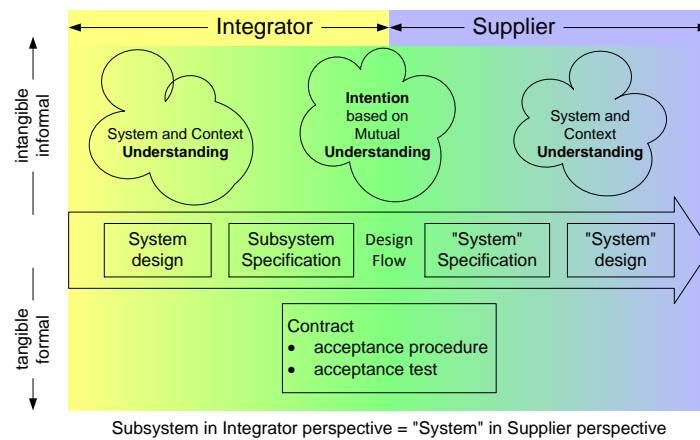 Integrator
Supplier
intangible
informal
System and Context
Understanding
Intention
based on
Mutual
Understanding
System and
Context
Understanding
System
design
Subsystem
Specification
Design
Flow
"System"
Specification
"System"
design
tangible
formal
Contract
• acceptance procedure
• acceptance test
Subsystem in Integrator perspective = "System" in Supplier perspective